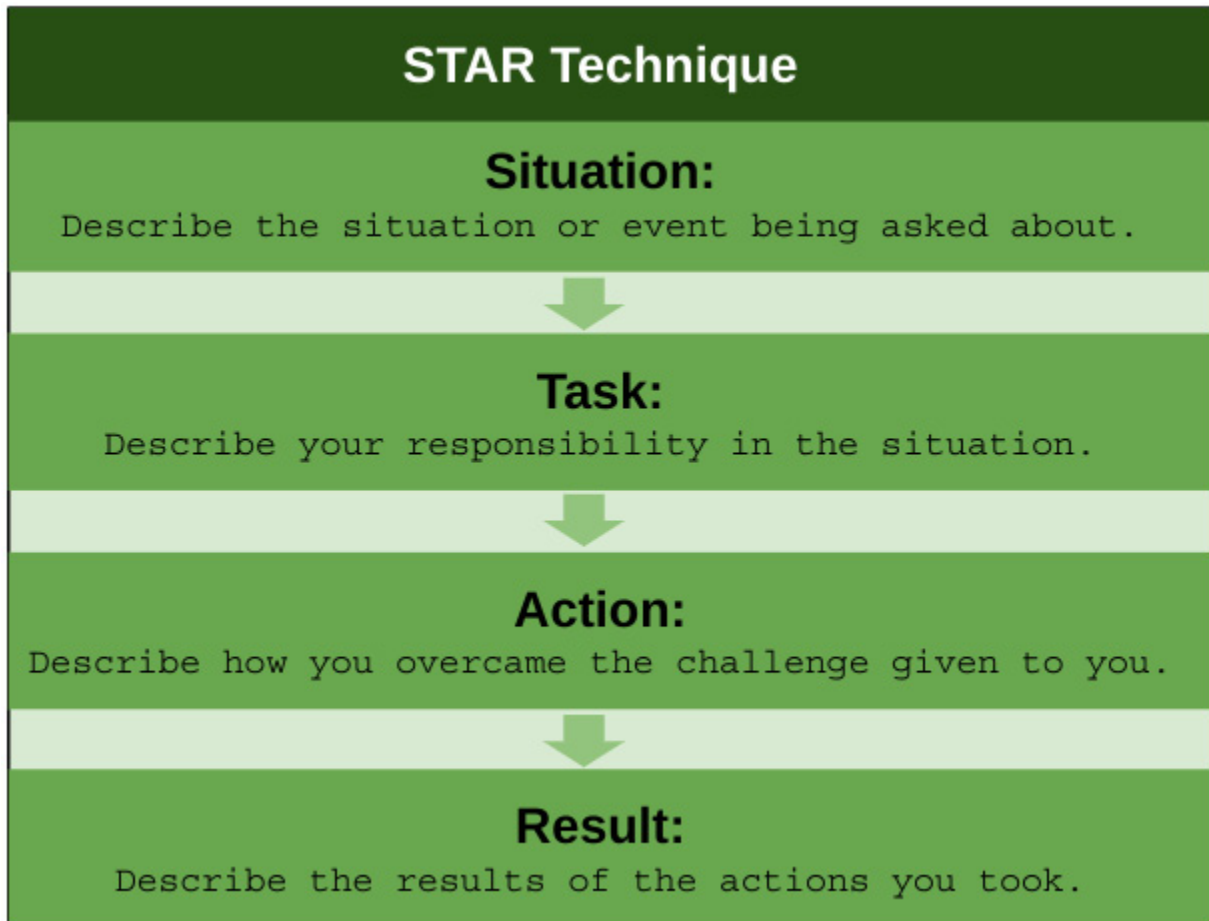 STAR Technique
Situation:
Describe the situation or event being asked about.
Task:
Describe your responsibility in the situation.
Action:
Describe how you overcame the challenge given to you.
Result:
Describe the results of the actions you took.